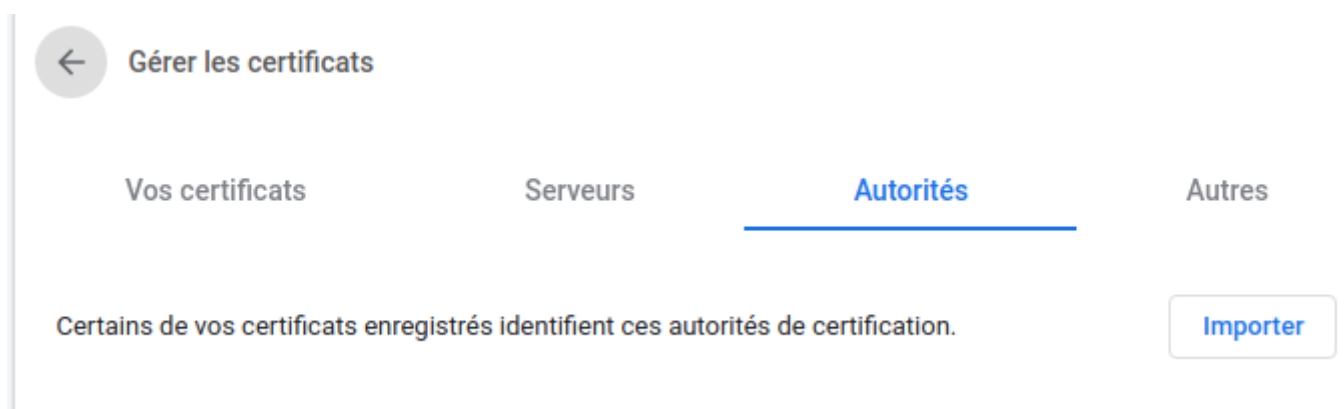 Gérer les certificats
Vos certificats Serveurs Autorités Autres
Certains de vos certificats enregistrés identifient ces autorités de certification. Importer